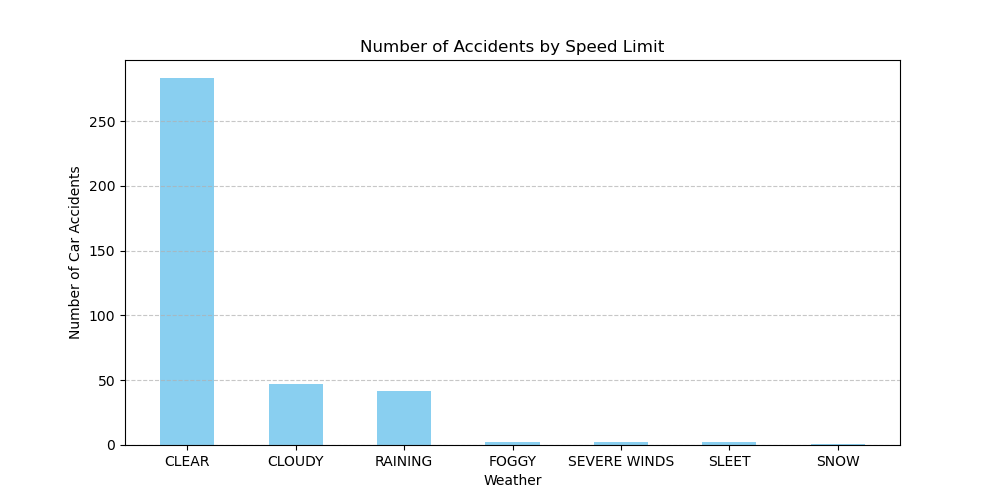 Number of Accidents by Speed Limit
Number of Car Accidents
250
200
150
100
50
0
CLEAR CLOUDY RAINING FOGGY SEVERE WINDS SLEET SNOW
Weather